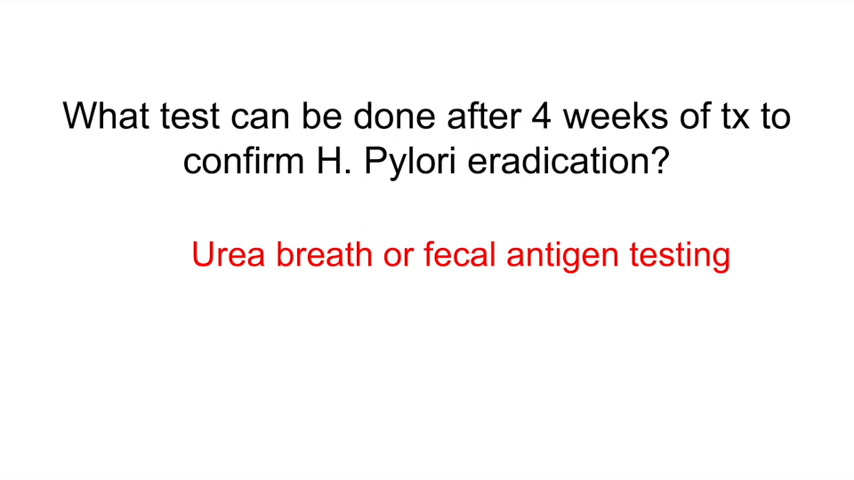 What test can be done after 4 weeks of tx to
confirm H. Pylori eradication?
Urea breath or fecal antigen testing